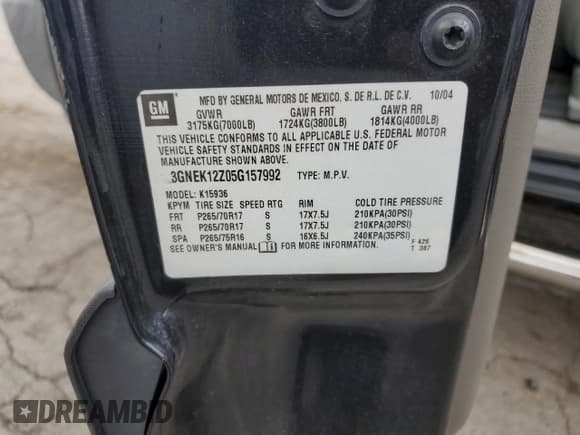 GM
MFD BY GENERAL MOTORS DE MEXICO, S. DE R.L. DE C.V. 10/04
GVWR GAWR FRT GAWR RR
3175KG(7000LB) 1724KG(3800LB) 1814KG(4000LB)
THIS VEHICLE CONFORMS TO ALL APPLICABLE U.S. FEDERAL MOTOR
VEHICLE SAFETY STANDARDS IN EFFECT ON THE DATE OF
MANUFACTURE SHOWN ABOVE.
3GNEK12Z05G157992 TYPE: M.P.V.
MODEL: K15936
KPYM TIRE SIZE SPEED RTG RIM COLD TIRE PRESSURE
FRT P265/70R17 S 17X7.5J 210KPA(30PSI)
RR P265/70R17 S 17X7.5J 210KPA(30PSI)
SPA P265/75R16 S 16X6.5J 240KPA(35PSI)
SEE OWNER'S MANUAL FOR MORE INFORMATION.
F 426
T 387
DREAMBID